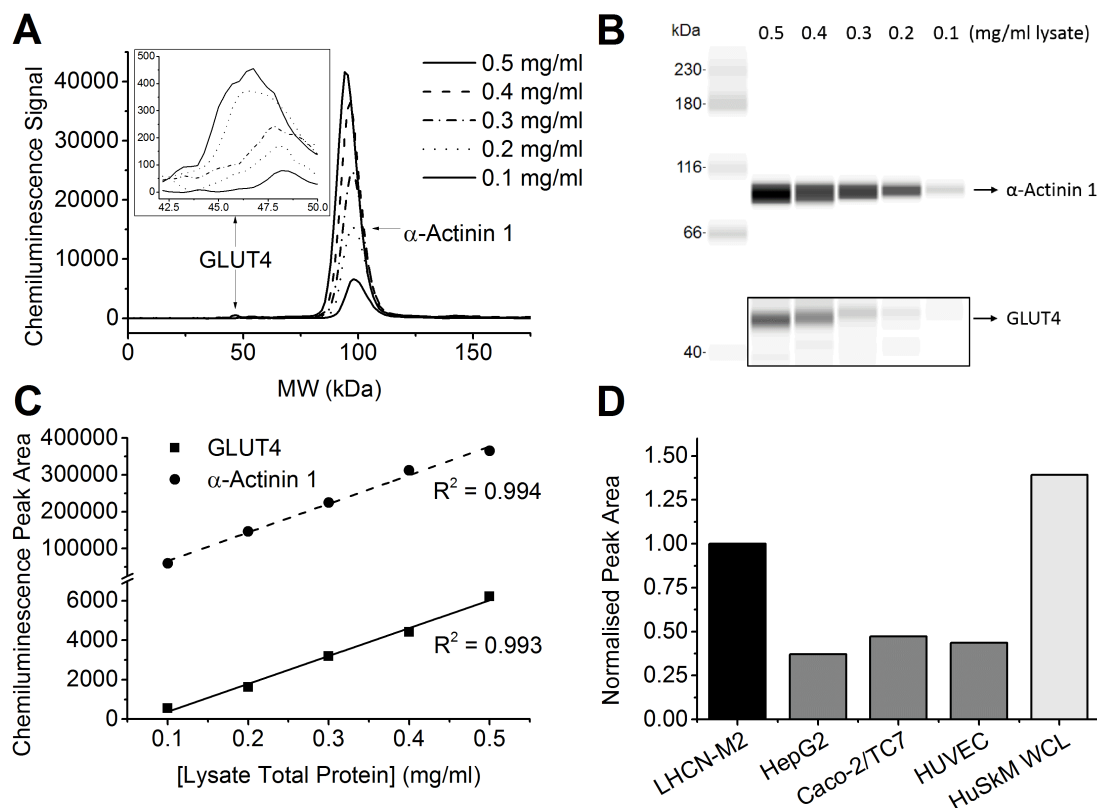 A
Chemiluminescence Signal
40000
30000
20000
10000
0
500
400
300
200
100
0
42.5 45.0 47.5 50.0
0.5 mg/ml
0.4 mg/ml
0.3 mg/ml
0.2 mg/ml
0.1 mg/ml
GLUT4
α-Actinin 1
0 50 100 150
MW (kDa)
B
kDa 0.5 0.4 0.3 0.2 0.1 (mg/ml lysate)
230-
180-
116-
66-
40-
α-Actinin 1
GLUT4
C
Chemiluminescence Peak Area
400000
300000
200000
100000
6000
4000
2000
0
GLUT4
α-Actinin 1
R² = 0.994
R² = 0.993
0.1 0.2 0.3 0.4 0.5
[Lysate Total Protein] (mg/ml)
D
Normalised Peak Area
1.50
1.25
1.00
0.75
0.50
0.25
0.00
LHCN-M2
HepG2
Caco-2/TC7
HUVEC
HuSkM WCL